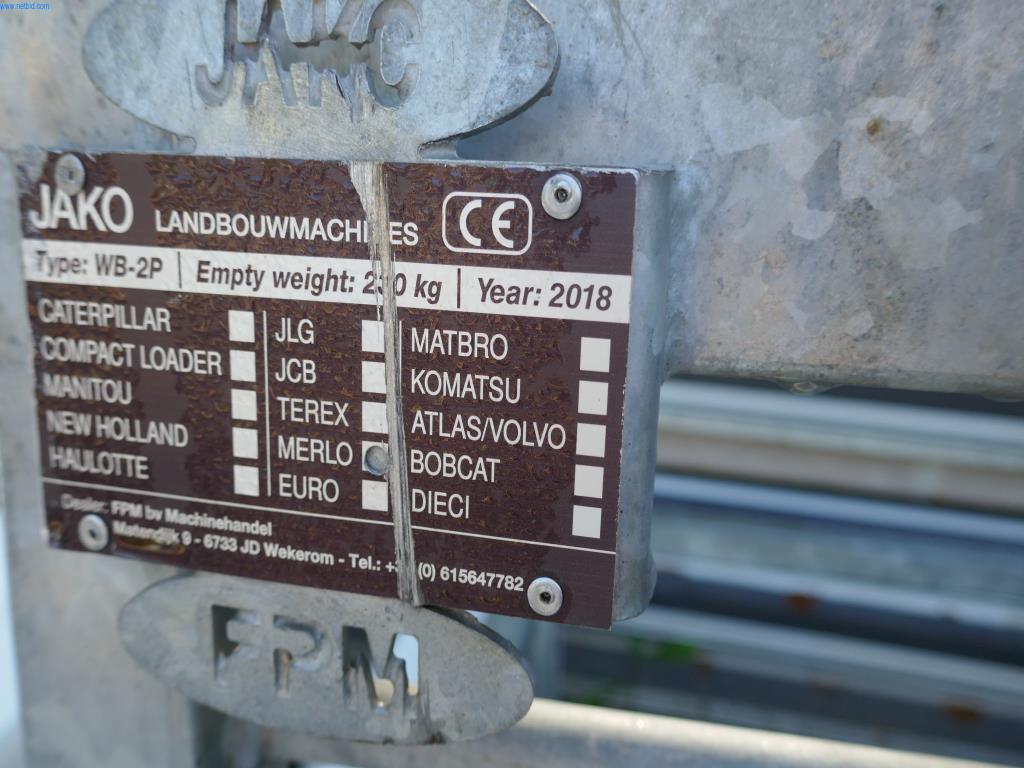 www.netbid.com
JAKO LANDBOUWMACHINES CE
Type: WB-2P | Empty weight: kg | Year: 2018
CATERPILLAR
COMPACT LOADER
MANITOU
NEW HOLLAND
HAULOTTE
JLG
JCB
TEREX
MERLO
EURO
MATBRO
KOMATSU
ATLAS/VOLVO
BOBCAT
DIECI
Dealer: FPM bv Machinehandel
9 - 6733 JD Wekerom - Tel.: (0) 615647782
FPM